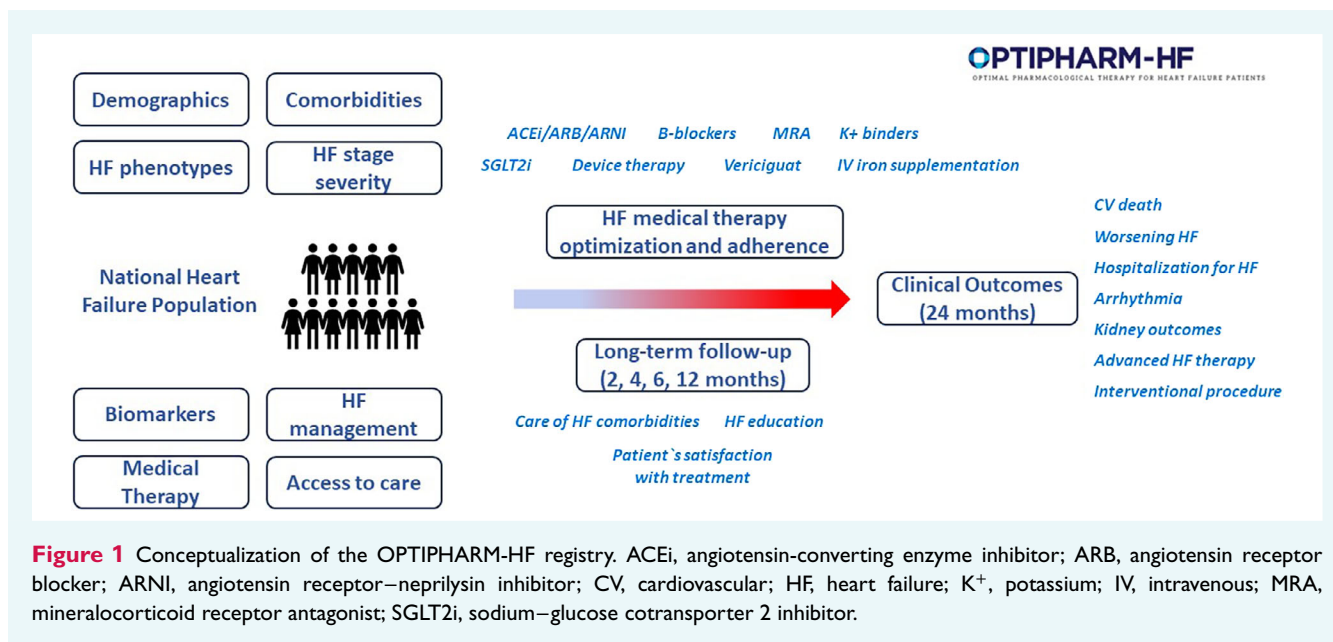 OPTIPHARM-HF
OPTIMAL PHARMACOLOGICAL THERAPY FOR HEART FAILURE PATIENTS
Demographics
Comorbidities
HF phenotypes
HF stage
severity
National Heart
Failure Population
Biomarkers
HF
management
Medical
Therapy
Access to care
ACEi/ARB/ARNI B-blockers MRA K+ binders
SGLT2i Device therapy Vericiguat IV iron supplementation
HF medical therapy
optimization and adherence
Long-term follow-up
(2, 4, 6, 12 months)
Care of HF comorbidities HF education
Patient`s satisfaction
with treatment
Clinical Outcomes
(24 months)
CV death
Worsening HF
Hospitalization for HF
Arrhythmia
Kidney outcomes
Advanced HF therapy
Interventional procedure
Figure 1 Conceptualization of the OPTIPHARM-HF registry. ACEi, angiotensin-converting enzyme inhibitor; ARB, angiotensin receptor
blocker; ARNI, angiotensin receptor–neprilysin inhibitor; CV, cardiovascular; HF, heart failure; K⁺, potassium; IV, intravenous; MRA,
mineralocorticoid receptor antagonist; SGLT2i, sodium–glucose cotransporter 2 inhibitor.